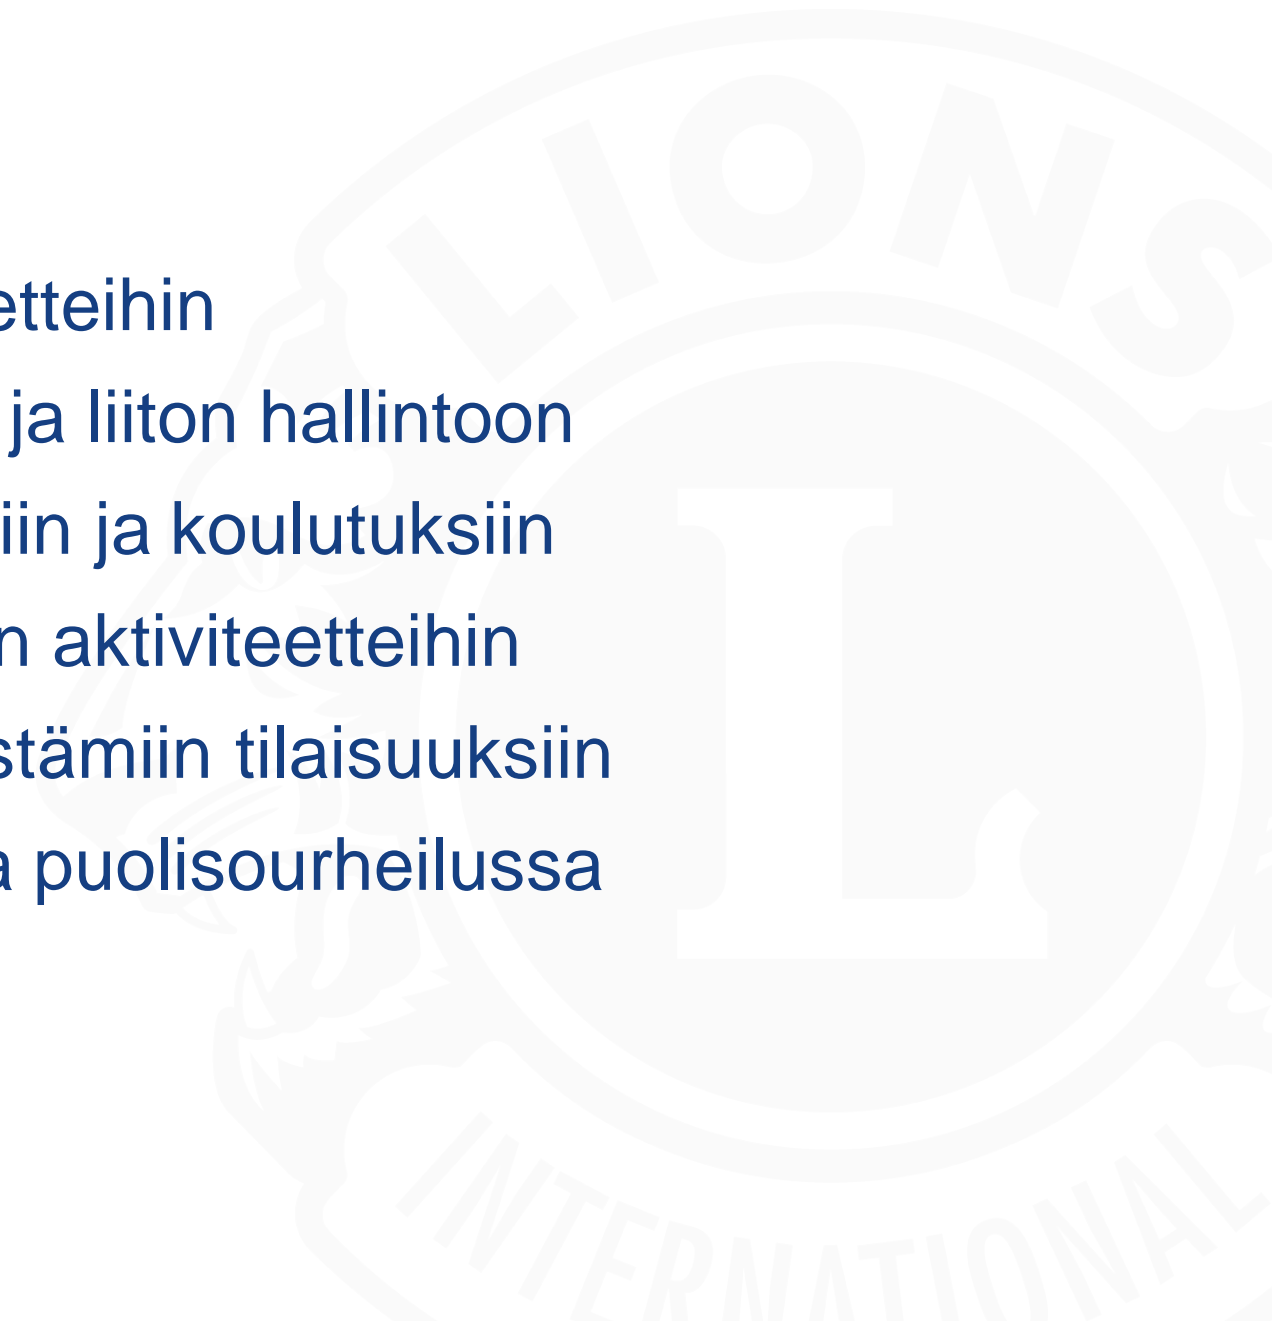 etteihin
ja liiton hallintoon
iin ja koulutuksiin
n aktiviteetteihin
stämiin tilaisuuksiin
a puolisourheilussa
LIONS
L
INTERNATIONAL